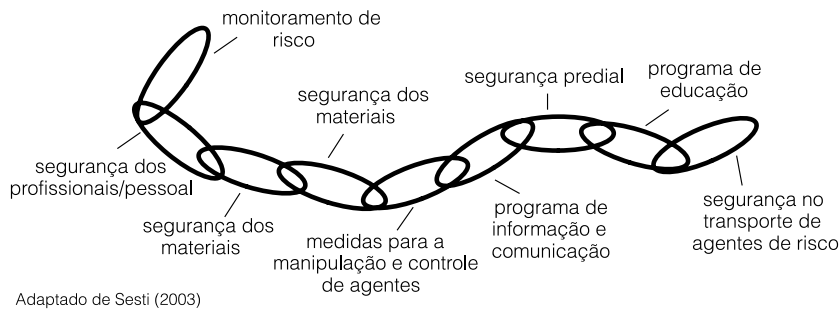 monitoramento de
risco
segurança dos
profissionais/pessoal
segurança dos
materiais
segurança dos
materiais
medidas para a
manipulação e controle
de agentes
programa de
informação e
comunicação
segurança predial
programa de
educação
segurança no
transporte de
agentes de risco
Adaptado de Sesti (2003)